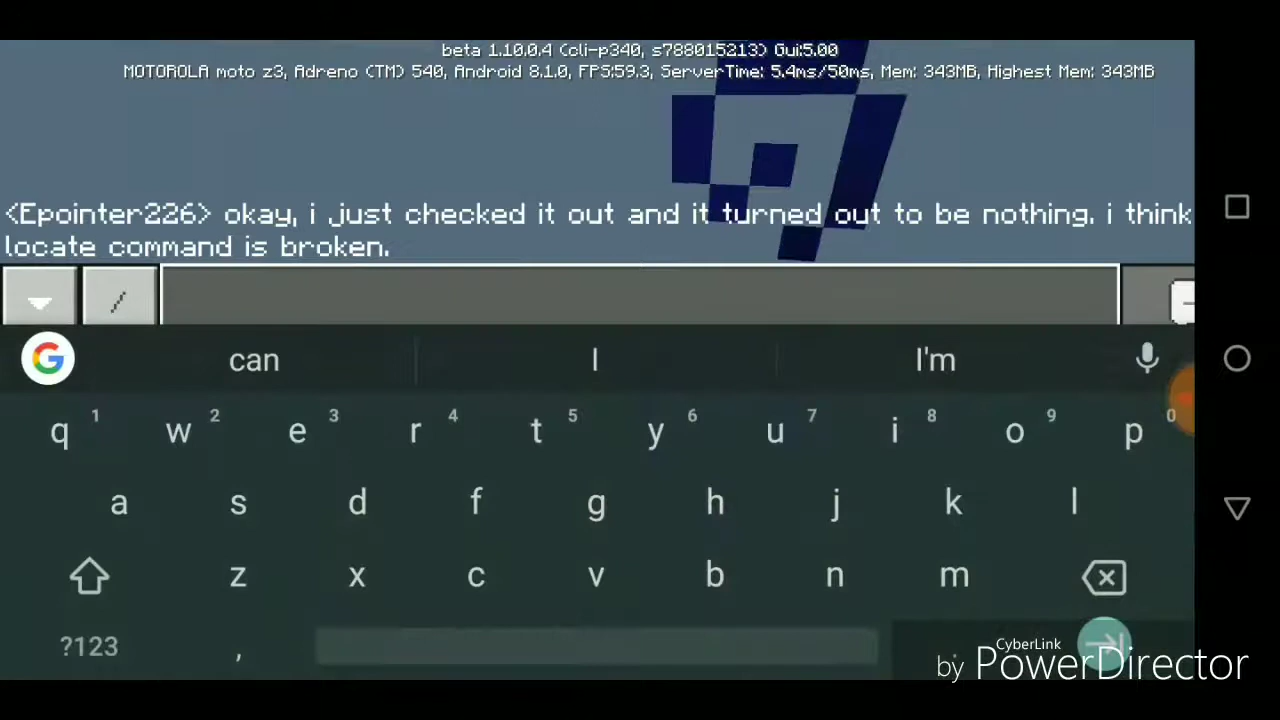 beta 1.10.0.4 (cli-p340, s788015213) Gui:5.00
MOTOROLA moto z3, Adreno (TM) 540, Android 8.1.0, FPS:59.3, ServerTime: 5.4ms/50ms, Mem: 343MB, Highest Mem: 343MB
<Epointer226> okay, i just checked it out and it turned out to be nothing. i think
locate command is broken.
/
can I I'm
q 1 w 2 e 3 r 4 t 5 y 6 u 7 i 8 o 9 p 0
a s d f g h j k l
z x c v b n m
?123 , .
CyberLink
by PowerDirector